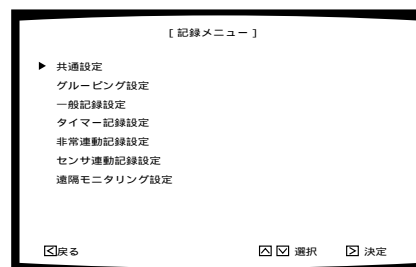 [ 記録メニュー ]
▶ 共通設定
グルーピング設定
一般記録設定
タイマー記録設定
非常連動記録設定
センサ連動記録設定
遠隔モニタリング設定
<戻る ∧ ∨ 選択 > 決定